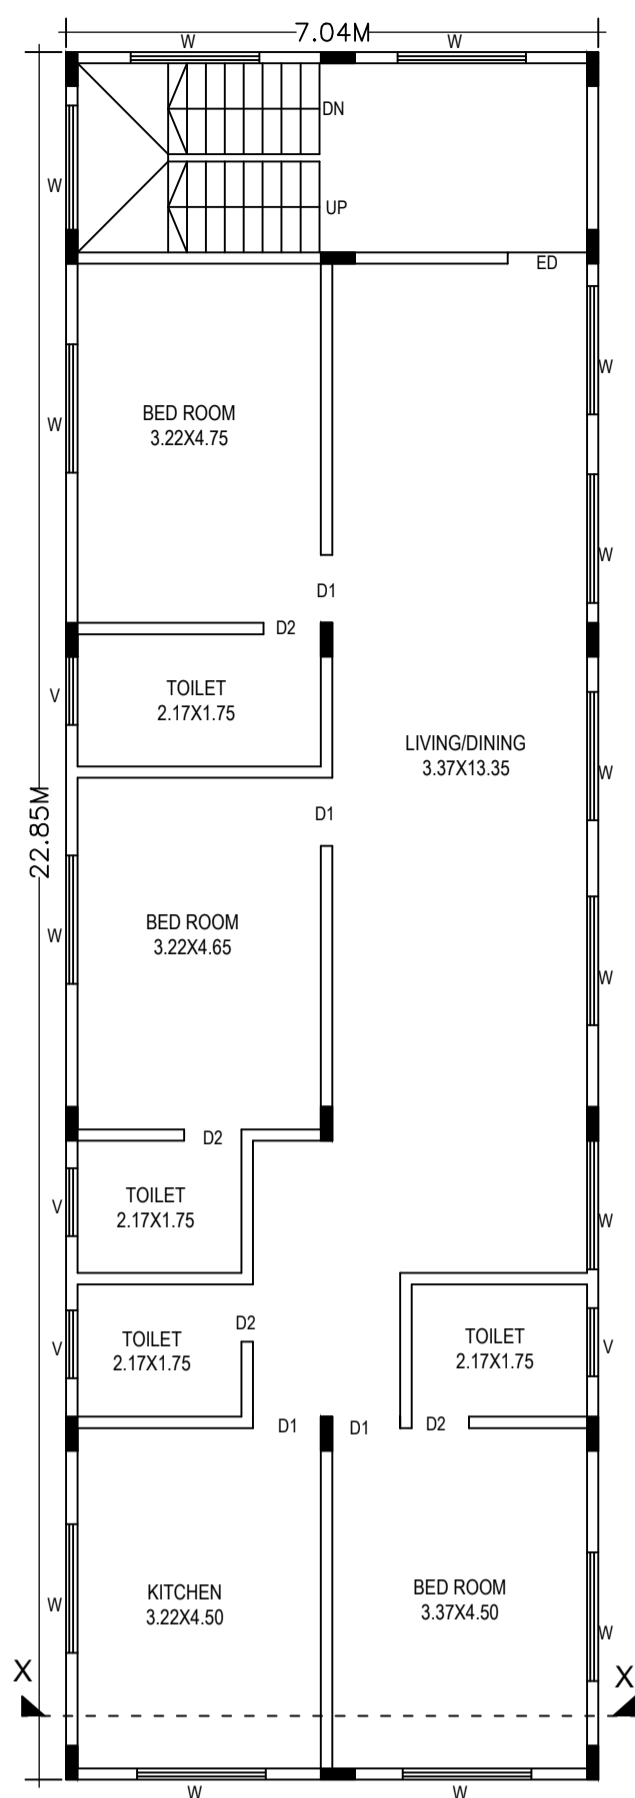 7.04M
W
W
DN
W
UP
ED
W
BED ROOM
3.22X4.75
W
W
D1
D2
V
TOILET
2.17X1.75
LIVING/DINING
3.37X13.35
W
22.85M
D1
BED ROOM
3.22X4.65
W
W
D2
TOILET
2.17X1.75
V
W
D2
TOILET
2.17X1.75
V
TOILET
2.17X1.75
V
D1
D1
D2
KITCHEN
3.22X4.50
W
BED ROOM
3.37X4.50
W
X
X
W
W